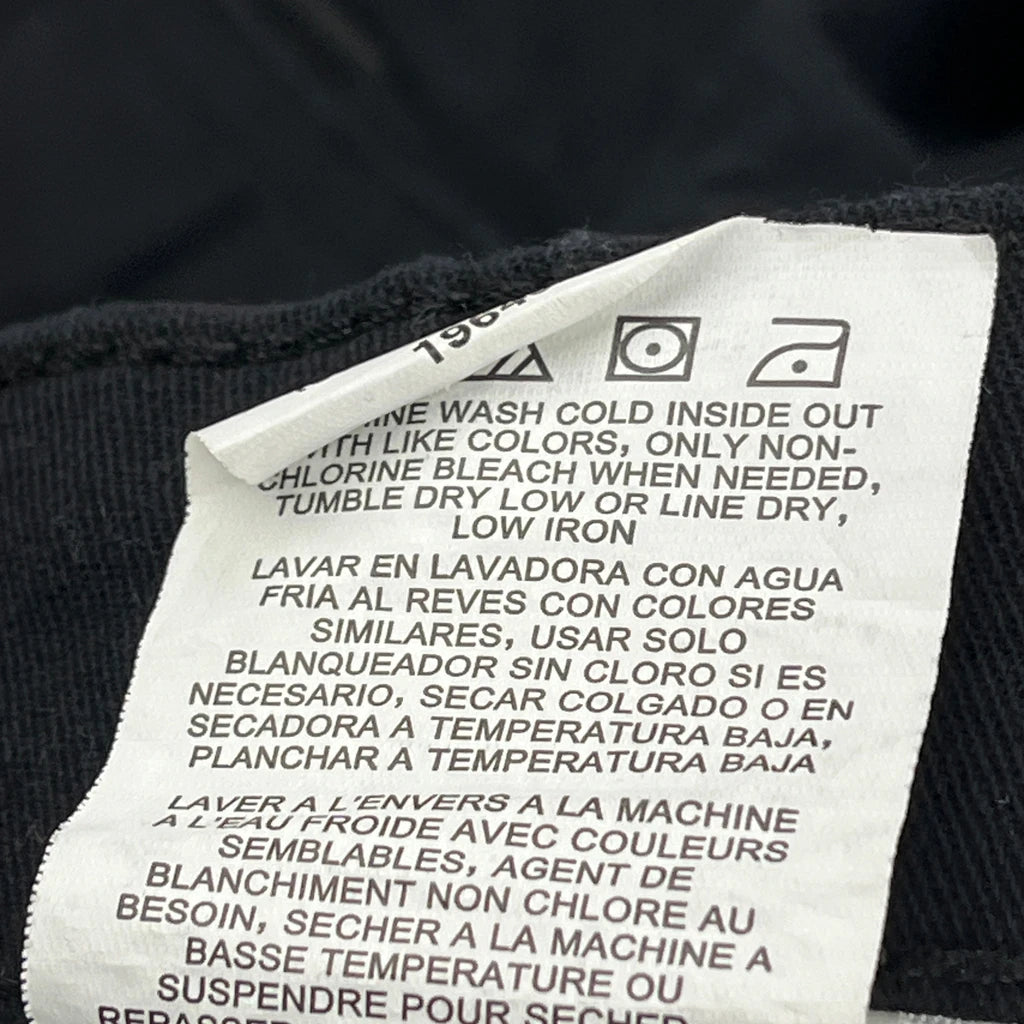 196
WASH COLD INSIDE OUT
LIKE COLORS, ONLY NON-
CHLORINE BLEACH WHEN NEEDED,
TUMBLE DRY LOW OR LINE DRY,
LOW IRON
LAVAR EN LAVADORA CON AGUA
FRIA AL REVES CON COLORES
SIMILARES, USAR SOLO
BLANQUEADOR SIN CLORO SI ES
NECESARIO, SECAR COLGADO O EN
SECADORA A TEMPERATURA BAJA,
PLANCHAR A TEMPERATURA BAJA
LAVER A L'ENVERS A LA MACHINE
A L'EAU FROIDE AVEC COULEURS
SEMBLABLES, AGENT DE
BLANCHIMENT NON CHLORE AU
BESOIN, SECHER A LA MACHINE A
BASSE TEMPERATURE OU
SUSPENDRE POUR SECHER